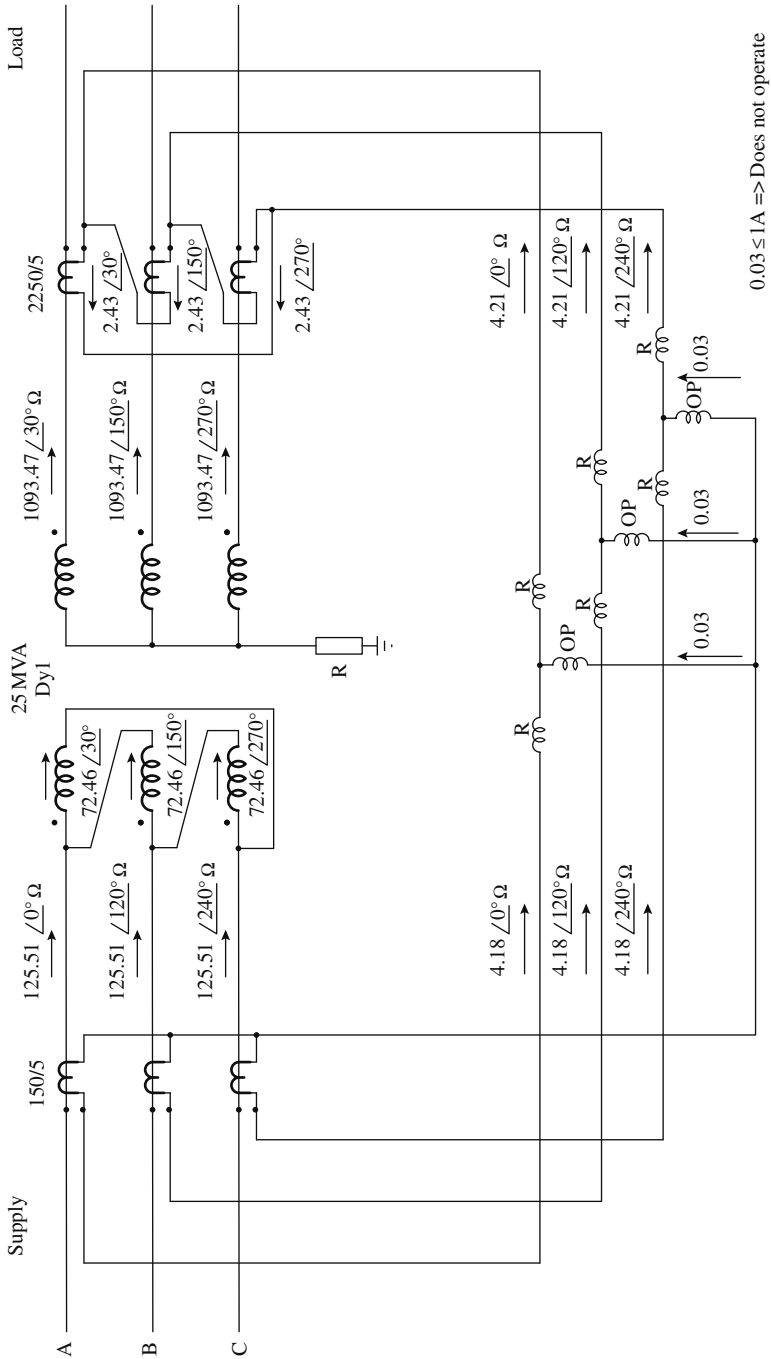 Supply
Load
150/5
25 MVA
Dy1
2250/5
A
B
C
125.51 /0° Ω
125.51 /120° Ω
125.51 /240° Ω
72.46 /30°
72.46 /150°
72.46 /270°
1093.47 /30° Ω
1093.47 /150° Ω
1093.47 /270° Ω
2.43 /30°
2.43 /150°
2.43 /270°
R
4.18 /0° Ω
4.18 /120° Ω
4.18 /240° Ω
4.21 /0° Ω
4.21 /120° Ω
4.21 /240° Ω
R
R
R
R
R
R
OP
OP
OP
0.03
0.03
0.03
0.03 ≤ 1A => Does not operate